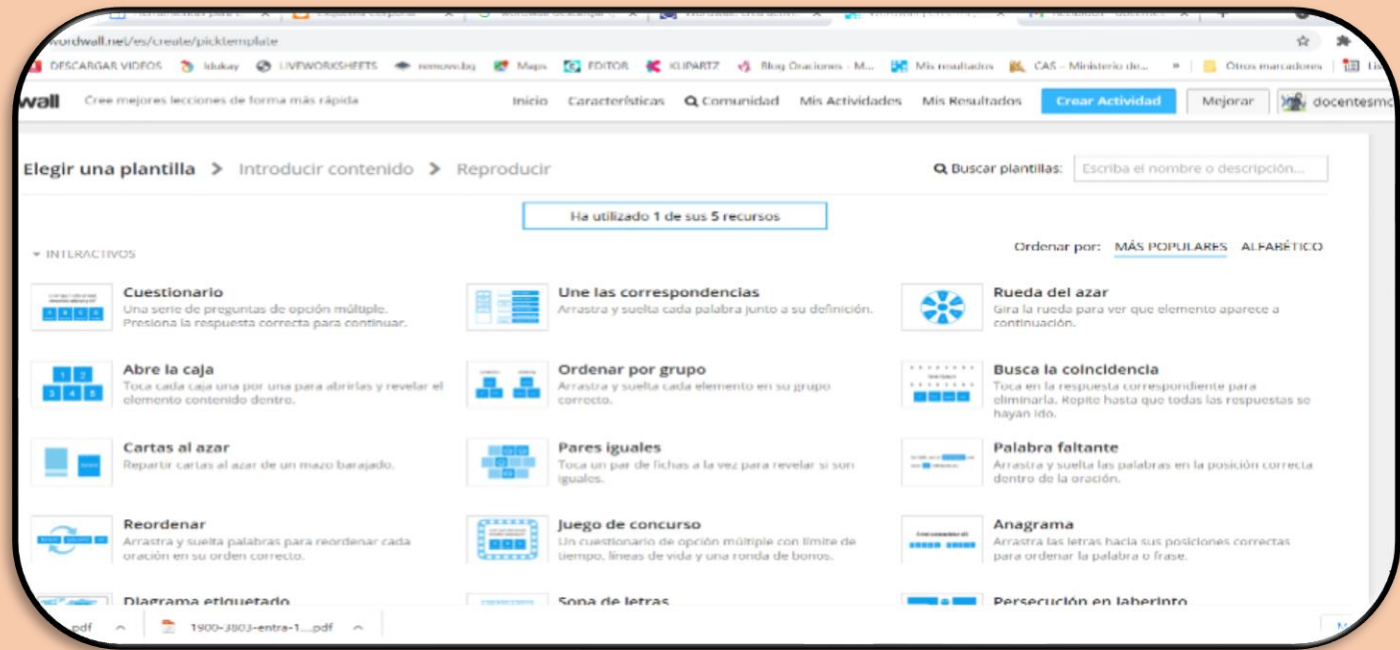 wordwall.net/es/create/picktemplate
DESCARGAR VIDEOS Idukay LIVEWORKSHEETS remove.bg Maps EDITOR KLIPARTZ Blog Oraciones - M... Mis resultados CAS – Ministerio de... » Otros marcadores
wall Cree mejores lecciones de forma más rápida Inicio Características Comunidad Mis Actividades Mis Resultados Crear Actividad Mejorar docentesmc
Elegir una plantilla > Introducir contenido > Reproducir Buscar plantillas: Escriba el nombre o descripción...
Ha utilizado 1 de sus 5 recursos
INTERACTIVOS Ordenar por: MÁS POPULARES ALFABÉTICO
Cuestionario
Una serie de preguntas de opción múltiple.
Presiona la respuesta correcta para continuar.
Une las correspondencias
Arrastra y suelta cada palabra junto a su definición.
Rueda del azar
Gira la rueda para ver que elemento aparece a
continuación.
Abre la caja
Toca cada caja una por una para abrirlas y revelar el
elemento contenido dentro.
Ordenar por grupo
Arrastra y suelta cada elemento en su grupo
correcto.
Busca la coincidencia
Toca en la respuesta correspondiente para
eliminarla. Repite hasta que todas las respuestas se
hayan ido.
Cartas al azar
Repartir cartas al azar de un mazo barajado.
Pares iguales
Toca un par de fichas a la vez para revelar si son
iguales.
Palabra faltante
Arrastra y suelta las palabras en la posición correcta
dentro de la oración.
Reordenar
Arrastra y suelta palabras para reordenar cada
oración en su orden correcto.
Juego de concurso
Un cuestionario de opción múltiple con límite de
tiempo, líneas de vida y una ronda de bonos.
Anagrama
Arrastra las letras hacia sus posiciones correctas
para ordenar la palabra o frase.
Diagrama etiquetado
Sopa de letras
Persecución en laberinto
.pdf 1900-3803-entra-1....pdf